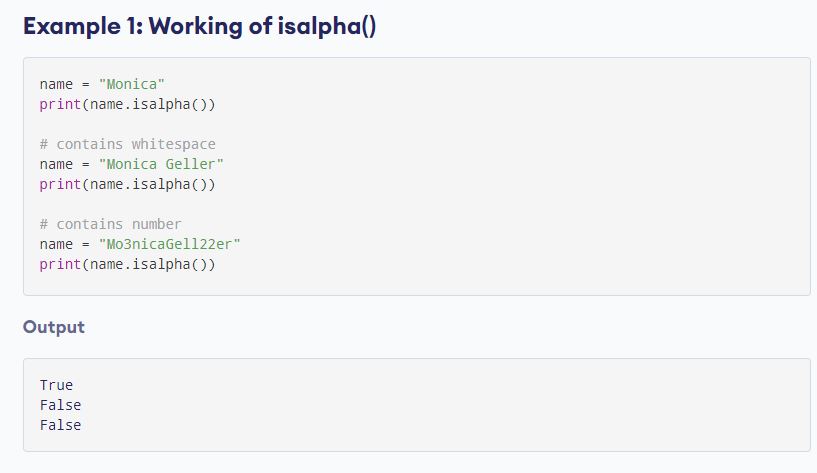 Example 1: Working of isalpha()
name = "Monica"
print(name.isalpha())
# contains whitespace
name = "Monica Geller"
print(name.isalpha())
# contains number
name = "Mo3nicaGell22er"
print(name.isalpha())
Output
True
False
False